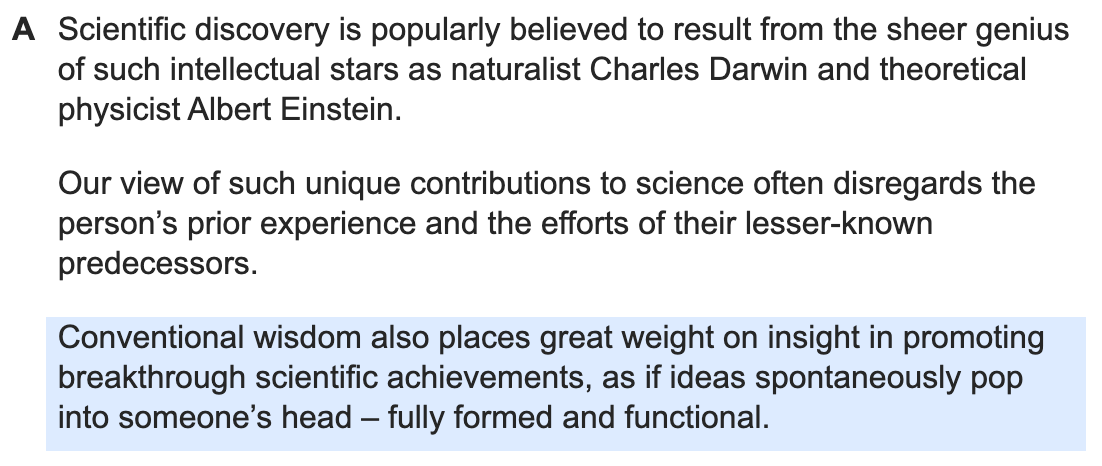 A Scientific discovery is popularly believed to result from the sheer genius
of such intellectual stars as naturalist Charles Darwin and theoretical
physicist Albert Einstein.
Our view of such unique contributions to science often disregards the
person’s prior experience and the efforts of their lesser-known
predecessors.
Conventional wisdom also places great weight on insight in promoting
breakthrough scientific achievements, as if ideas spontaneously pop
into someone’s head – fully formed and functional.